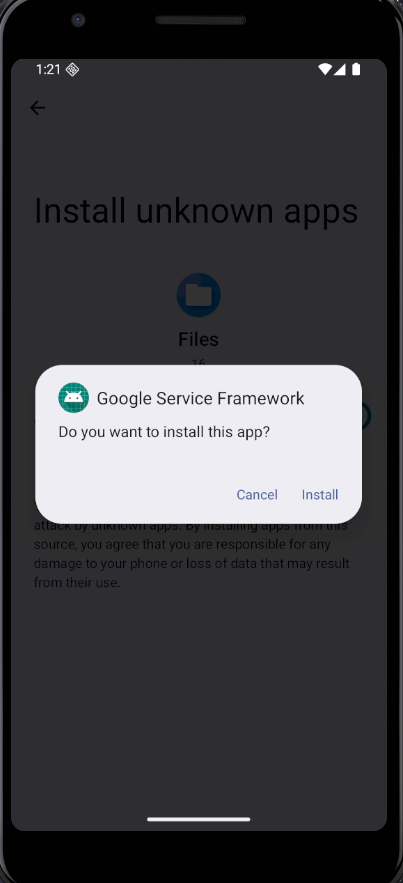 1:21
Install unknown apps
Files
16
Google Service Framework
Do you want to install this app?
Cancel Install
attack by unknown apps. By installing apps from this
source, you agree that you are responsible for any
damage to your phone or loss of data that may result
from their use.